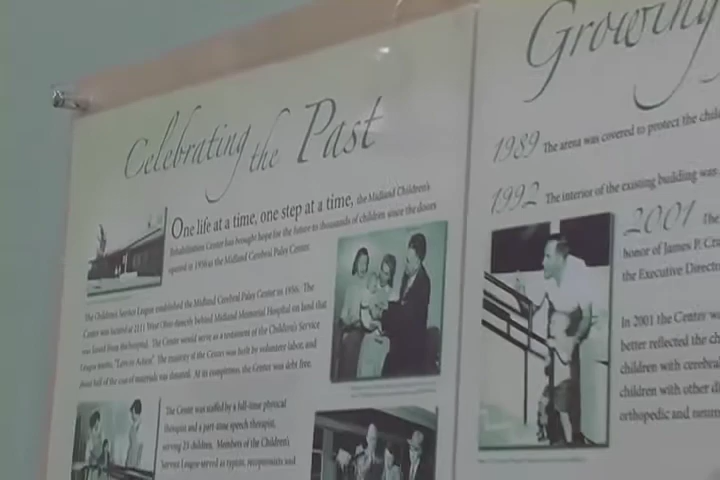 Celebrating the Past
One life at a time, one step at a time, the Midland Children's
Rehabilitation Center has brought hope for the future to thousands of children since the doors
opened in 1956 as the Midland Cerebral Palsy Center.
The Children's Service League established the Midland Cerebral Palsy Center in 1956. The
Center was located at 2111 West Ohio directly behind Midland Memorial Hospital on land that
was leased from the hospital. The Center would serve as a testament of the Children's Service
League motto, "Love in Action". The majority of the Center was built by volunteer labor, and
about half of the cost of materials was donated. At its completion, the Center was debt free.
The Center was staffed by a full-time physical
therapist and a part-time speech therapist,
serving 23 children. Members of the Children's
Service League served as typists, receptionists and
Growing
1989 The arena was covered to protect the
1992 The interior of the existing building was
2001 The
honor of James P.
the Executive
In 2001 the Center
better reflected the
children with
children with other
orthopedic and